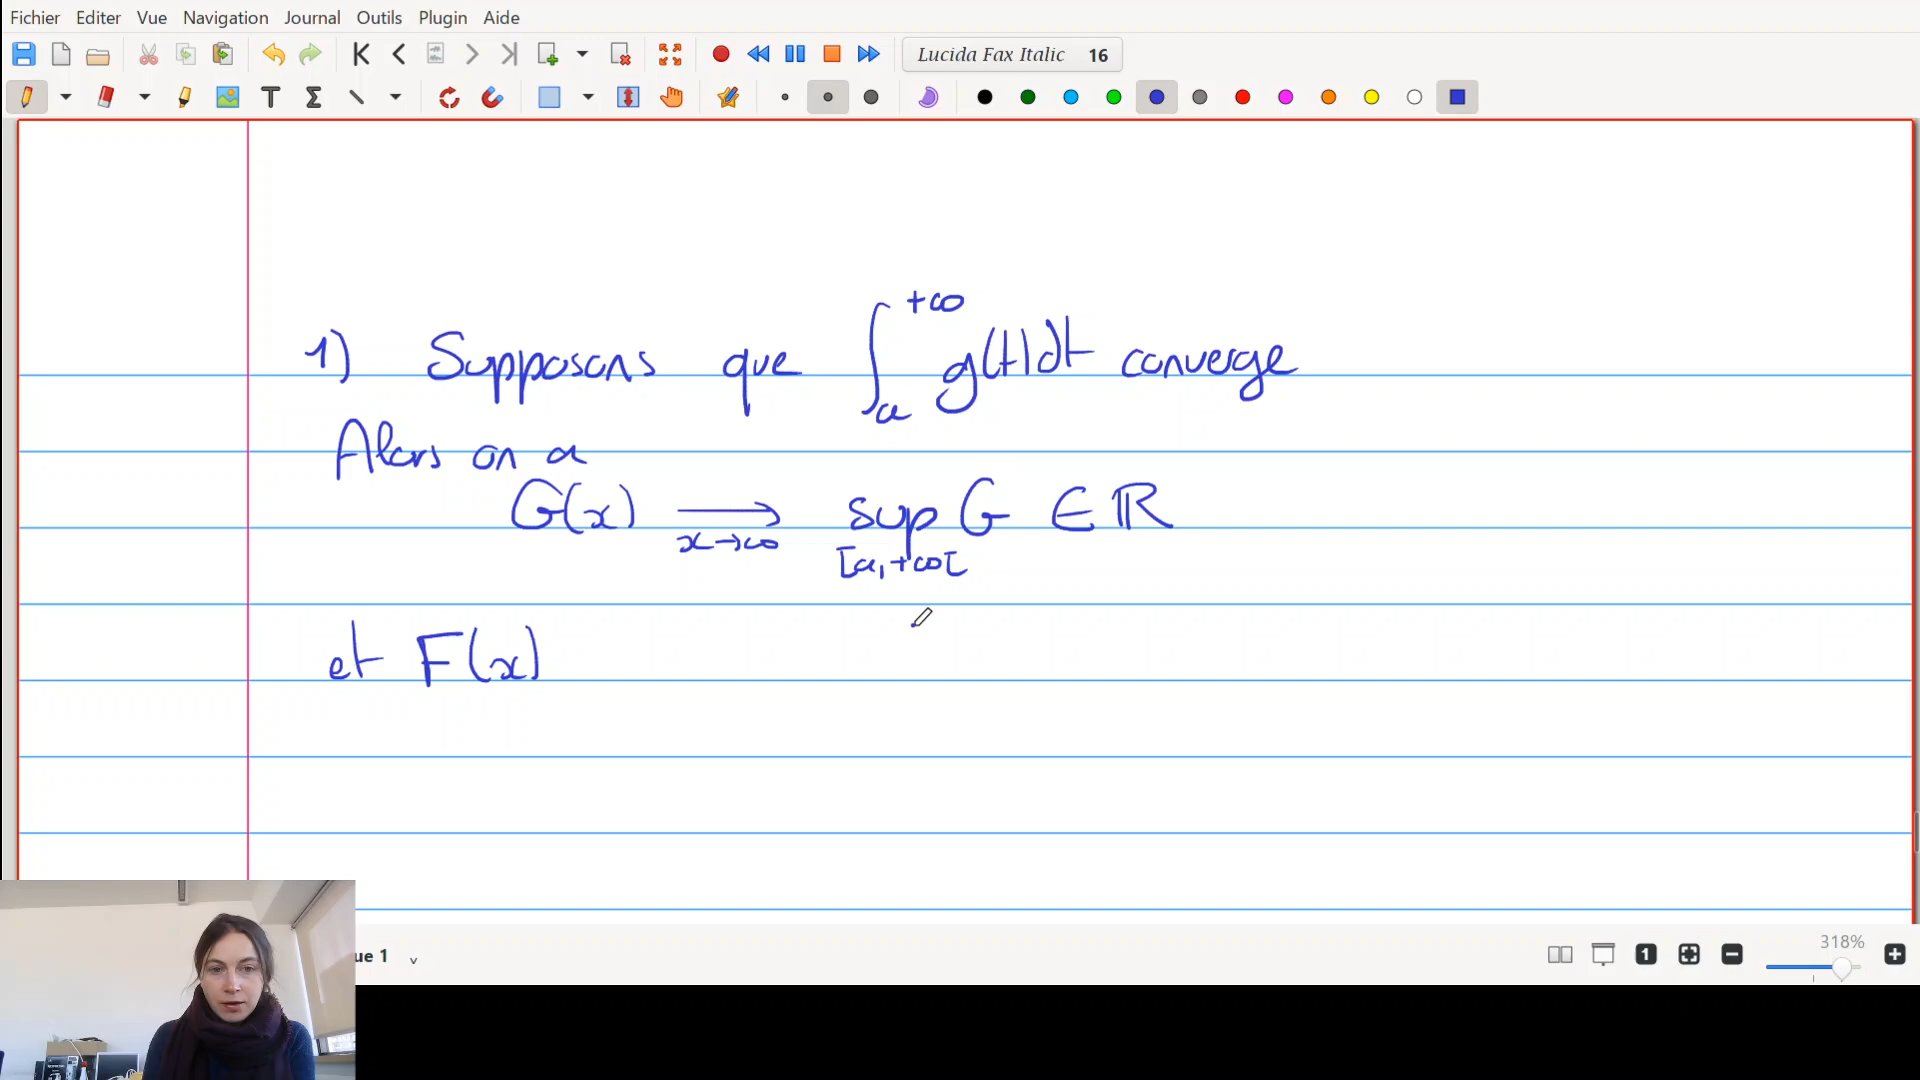 Fichier Editer Vue Navigation Journal Outils Plugin Aide
Lucida Fax Italic 16
1) Supposons que ∫_a^{+∞} g(t)dt converge
Alors on a
G(x) ⟶_{x→∞} sup_{[a,+∞[} G ∈ ℝ
et F(x)
ue 1
318%